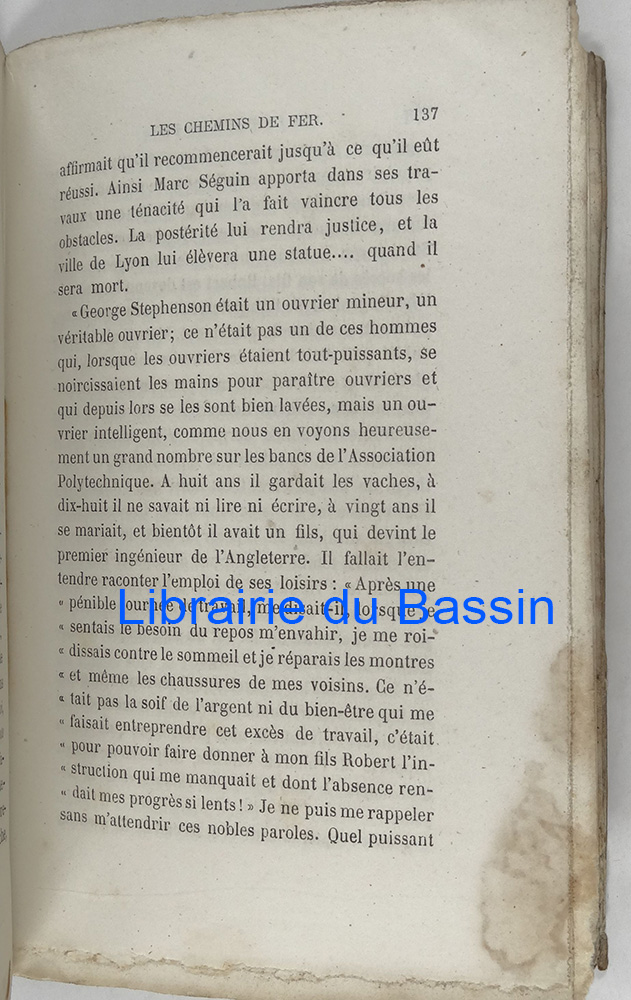 LES CHEMINS DE FER. 137
affirmait qu'il recommencerait jusqu'à ce qu'il eût
réussi. Ainsi Marc Séguin apporta dans ses tra-
vaux une ténacité qui l'a fait vaincre tous les
obstacles. La postérité lui rendra justice, et la
ville de Lyon lui élèvera une statue.... quand il
sera mort.
«George Stephenson était un ouvrier mineur, un
véritable ouvrier; ce n'était pas un de ces hommes
qui, lorsque les ouvriers étaient tout-puissants, se
noircissaient les mains pour paraître ouvriers et
qui depuis lors se les sont bien lavées, mais un ou-
vrier intelligent, comme nous en voyons heureuse-
ment un grand nombre sur les bancs de l'Association
Polytechnique. A huit ans il gardait les vaches, à
dix-huit il ne savait ni lire ni écrire, à vingt ans il
se mariait, et bientôt il avait un fils, qui devint le
premier ingénieur de l'Angleterre. Il fallait l'en-
tendre raconter l'emploi de ses loisirs : « Après une
« pénible journée de travail, me disait-il, lorsque je
Librairie du Bassin
« sentais le besoin du repos m'envahir, je me roi-
« dissais contre le sommeil et je réparais les montres
« et même les chaussures de mes voisins. Ce n'é-
« tait pas la soif de l'argent ni du bien-être qui me
« faisait entreprendre cet excès de travail, c'était
« pour pouvoir faire donner à mon fils Robert l'in-
« struction qui me manquait et dont l'absence ren-
« dait mes progrès si lents! » Je ne puis me rappeler
sans m'attendrir ces nobles paroles. Quel puissant